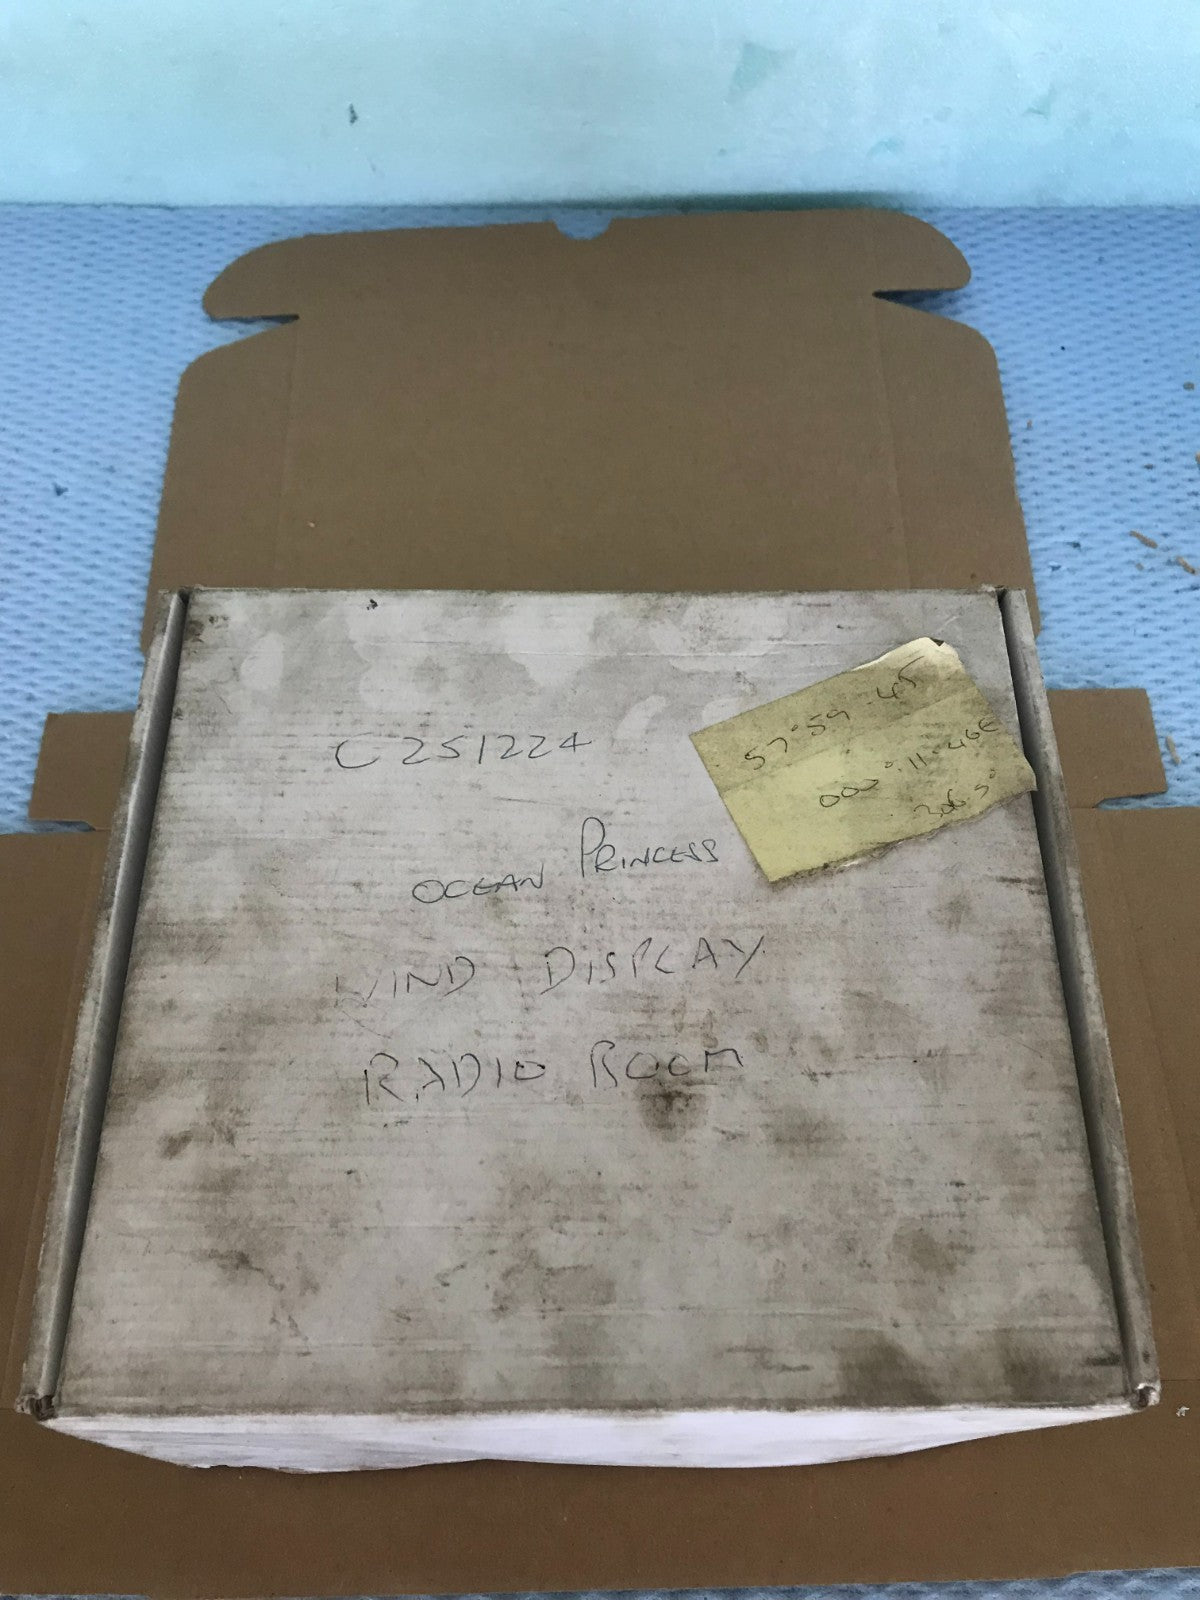 C251224
OCEAN PRINCESS
WIND DISPLAY
RADIO ROOM
57°59.45
000°.11.46E
306.5°